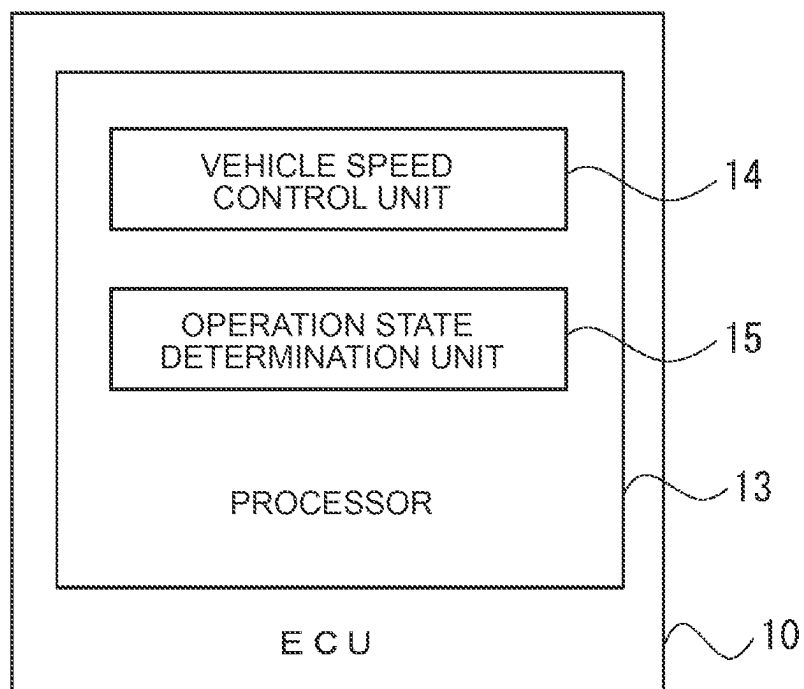 VEHICLE SPEED
CONTROL UNIT
14
OPERATION STATE
DETERMINATION UNIT
15
PROCESSOR
13
ECU
10